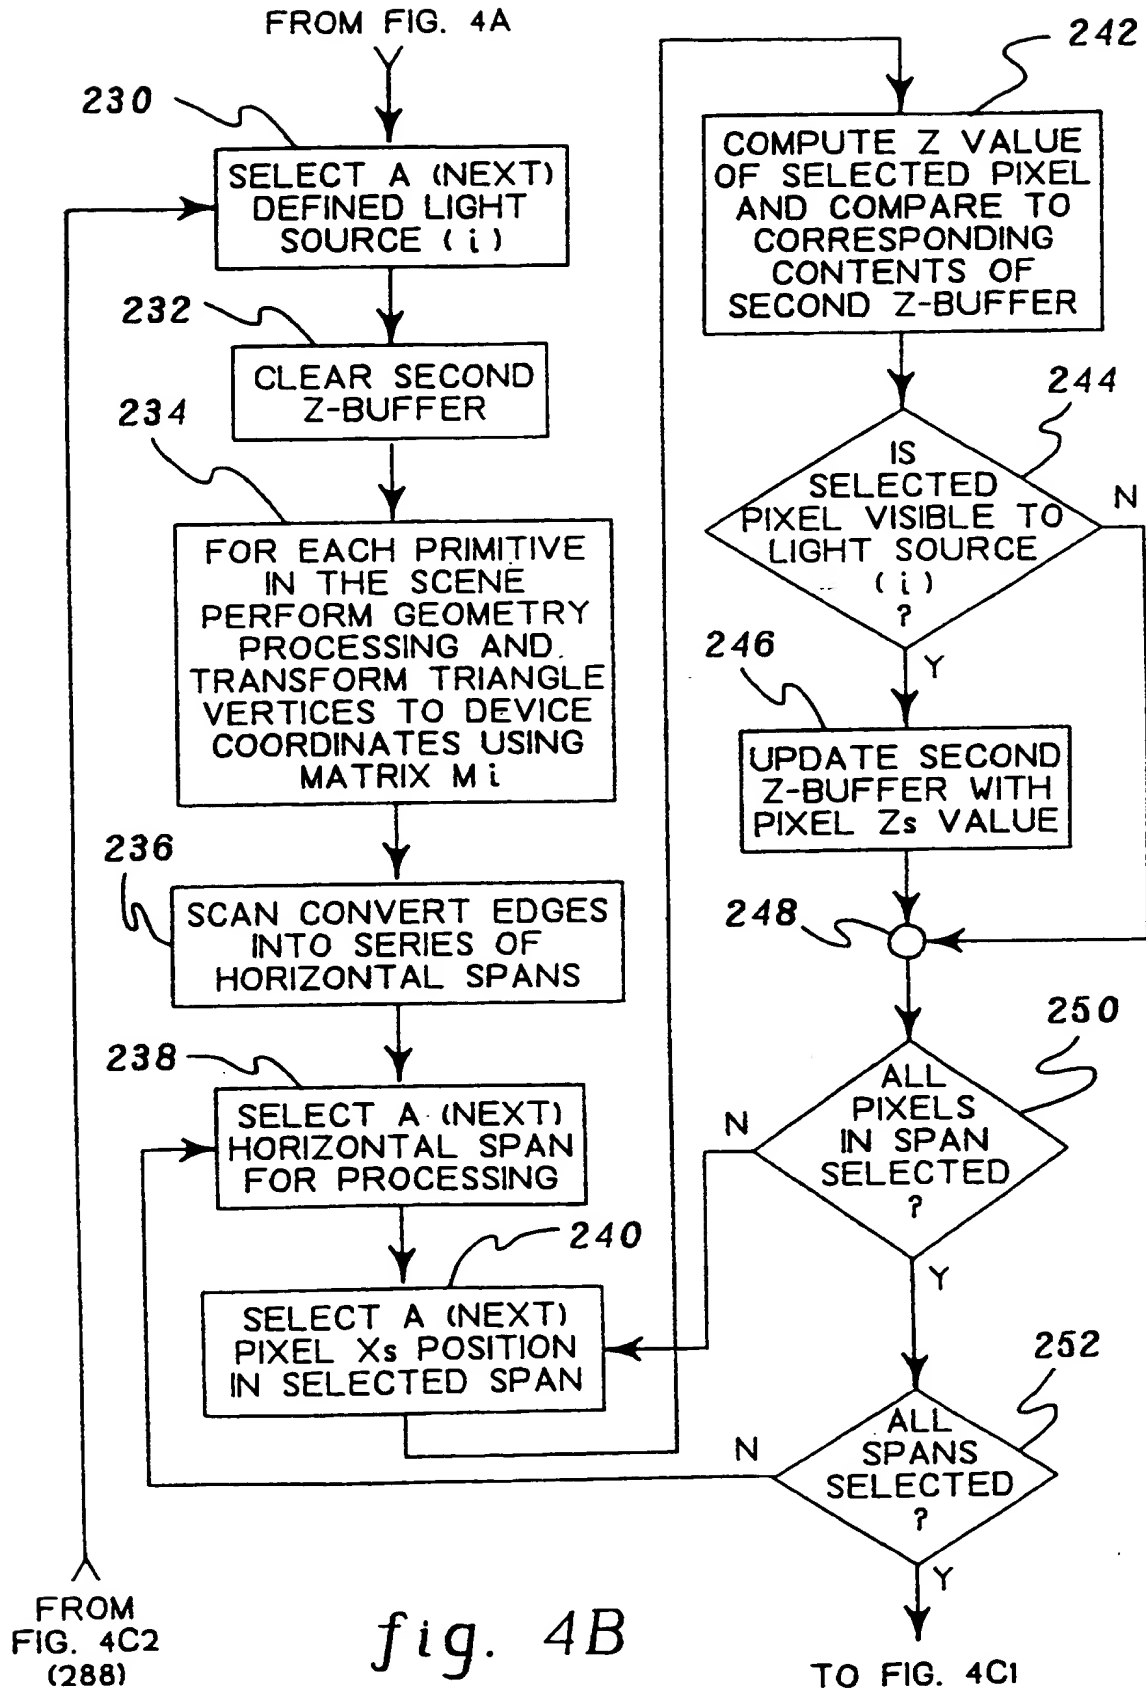 FROM FIG. 4A
230
SELECT A (NEXT)
DEFINED LIGHT
SOURCE (i)
232
CLEAR SECOND
Z-BUFFER
234
FOR EACH PRIMITIVE
IN THE SCENE
PERFORM GEOMETRY
PROCESSING AND
TRANSFORM TRIANGLE
VERTICES TO DEVICE
COORDINATES USING
MATRIX Mi
236
SCAN CONVERT EDGES
INTO SERIES OF
HORIZONTAL SPANS
238
SELECT A (NEXT)
HORIZONTAL SPAN
FOR PROCESSING
240
SELECT A (NEXT)
PIXEL Xs POSITION
IN SELECTED SPAN
242
COMPUTE Z VALUE
OF SELECTED PIXEL
AND COMPARE TO
CORRESPONDING
CONTENTS OF
SECOND Z-BUFFER
244
IS
SELECTED
PIXEL VISIBLE TO
LIGHT SOURCE
(i)
?
N
Y
246
UPDATE SECOND
Z-BUFFER WITH
PIXEL Zs VALUE
248
250
ALL
PIXELS
IN SPAN
SELECTED
?
N
Y
252
ALL
SPANS
SELECTED
?
N
Y
FROM
FIG. 4C2
(288)
fig. 4B
TO FIG. 4C1